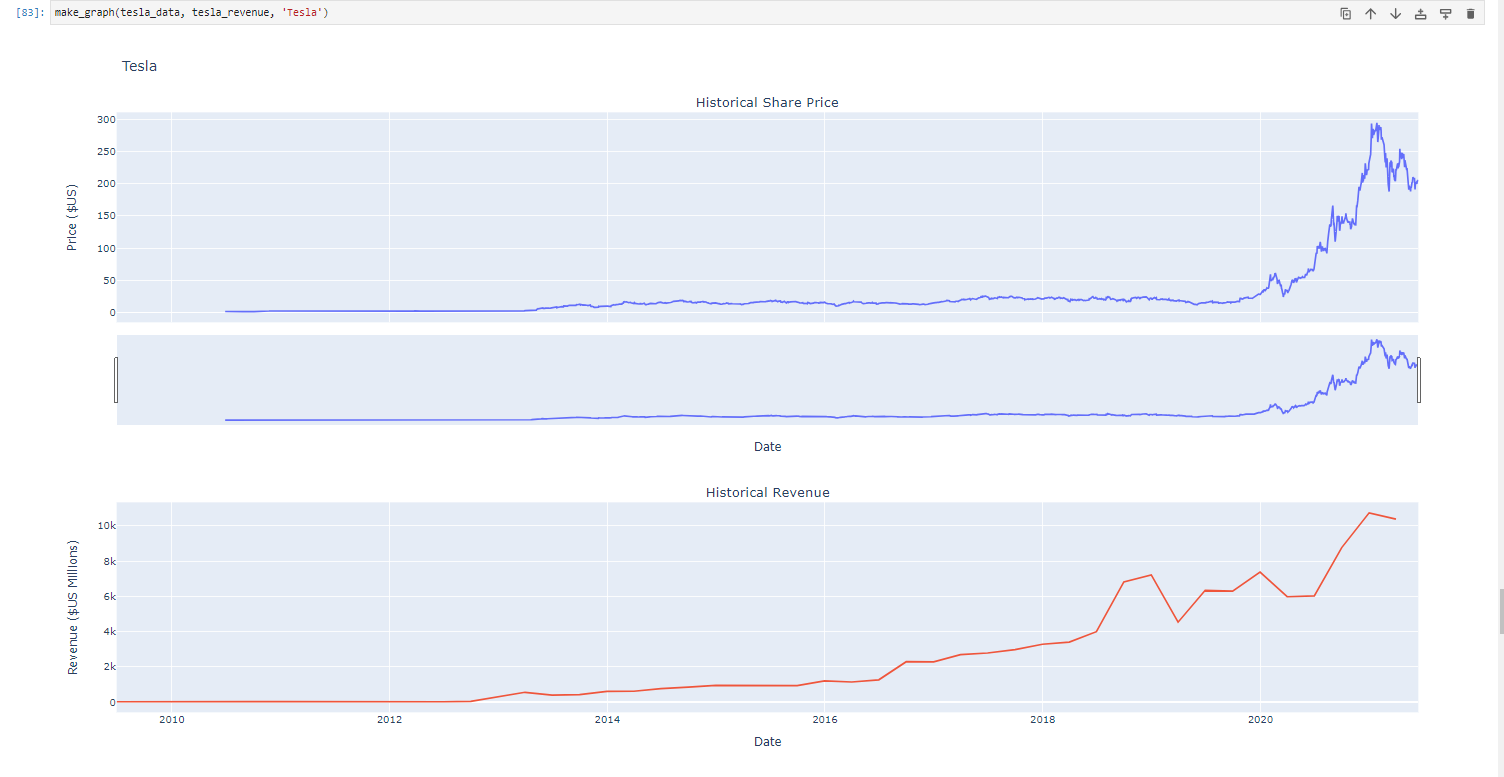 [83]: make_graph(tesla_data, tesla_revenue, 'Tesla')
Tesla
Historical Share Price
300
250
200
150
100
50
0
Price ($US)
Date
Historical Revenue
10k
8k
6k
4k
2k
0
Revenue ($US Millions)
2010 2012 2014 2016 2018 2020
Date